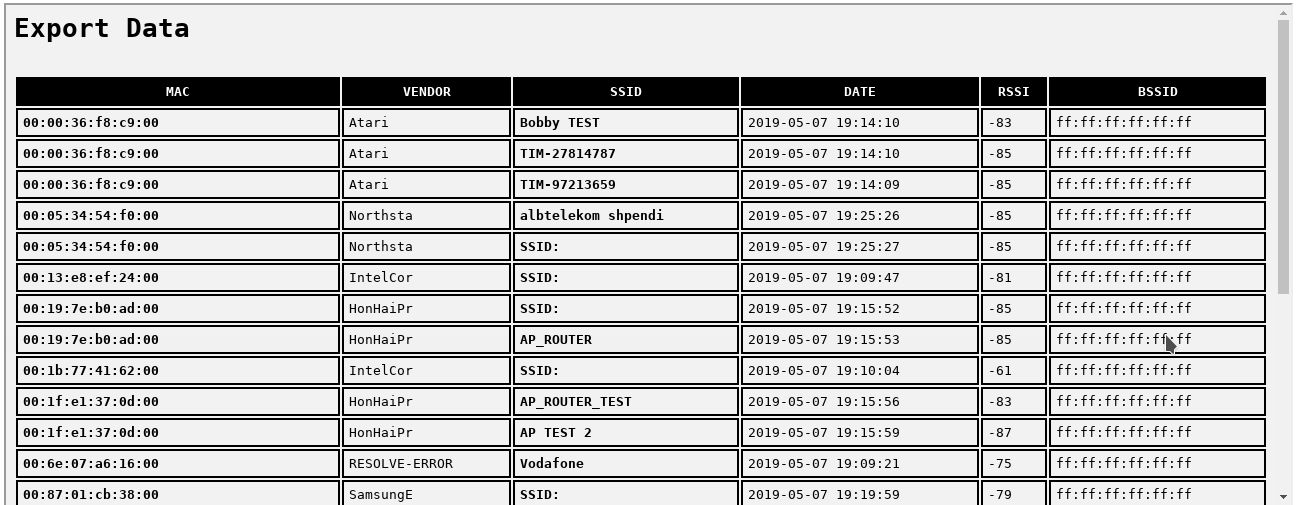 Export Data
MAC VENDOR SSID DATE RSSI BSSID
00:00:36:f8:c9:00 Atari Bobby TEST 2019-05-07 19:14:10 -83 ff:ff:ff:ff:ff:ff
00:00:36:f8:c9:00 Atari TIM-27814787 2019-05-07 19:14:10 -85 ff:ff:ff:ff:ff:ff
00:00:36:f8:c9:00 Atari TIM-97213659 2019-05-07 19:14:09 -85 ff:ff:ff:ff:ff:ff
00:05:34:54:f0:00 Northsta albtelekom shpendi 2019-05-07 19:25:26 -85 ff:ff:ff:ff:ff:ff
00:05:34:54:f0:00 Northsta SSID: 2019-05-07 19:25:27 -85 ff:ff:ff:ff:ff:ff
00:13:e8:ef:24:00 IntelCor SSID: 2019-05-07 19:09:47 -81 ff:ff:ff:ff:ff:ff
00:19:7e:b0:ad:00 HonHaiPr SSID: 2019-05-07 19:15:52 -85 ff:ff:ff:ff:ff:ff
00:19:7e:b0:ad:00 HonHaiPr AP_ROUTER 2019-05-07 19:15:53 -85 ff:ff:ff:ff:ff:ff
00:1b:77:41:62:00 IntelCor SSID: 2019-05-07 19:10:04 -61 ff:ff:ff:ff:ff:ff
00:1f:e1:37:0d:00 HonHaiPr AP_ROUTER_TEST 2019-05-07 19:15:56 -83 ff:ff:ff:ff:ff:ff
00:1f:e1:37:0d:00 HonHaiPr AP TEST 2 2019-05-07 19:15:59 -87 ff:ff:ff:ff:ff:ff
00:6e:07:a6:16:00 RESOLVE-ERROR Vodafone 2019-05-07 19:09:21 -75 ff:ff:ff:ff:ff:ff
00:87:01:cb:38:00 SamsungE SSID: 2019-05-07 19:19:59 -79 ff:ff:ff:ff:ff:ff